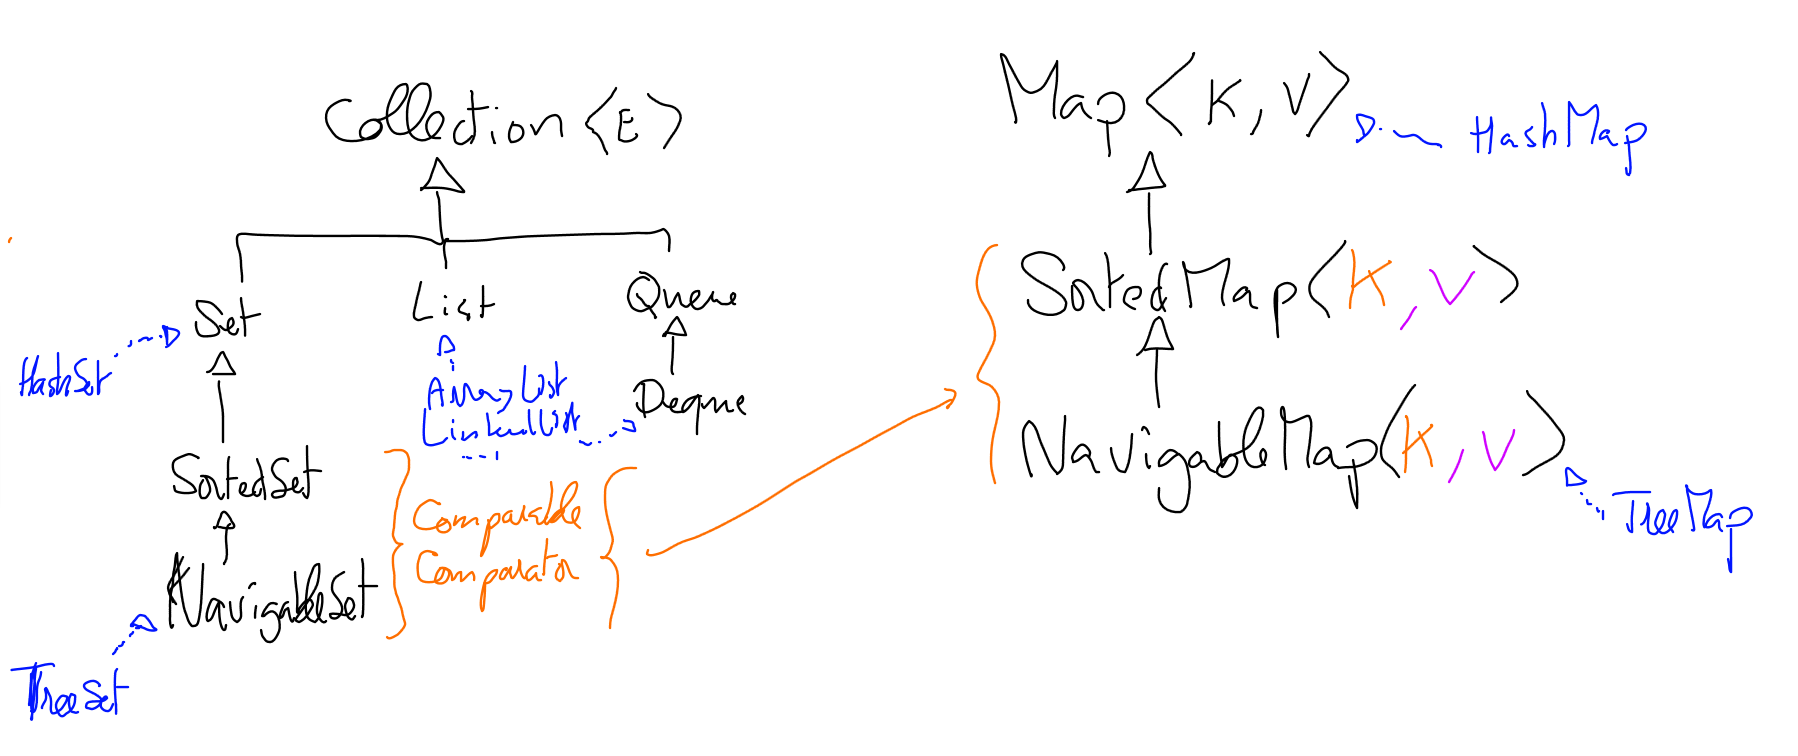 Collection <E>
Set
List
Queue
HashSet
ArrayList
LinkedList
Deque
SortedSet
NavigableSet
TreeSet
Comparable
Comparator
Map <K, V>
HashMap
SortedMap <K, V>
NavigableMap <K, V>
TreeMap